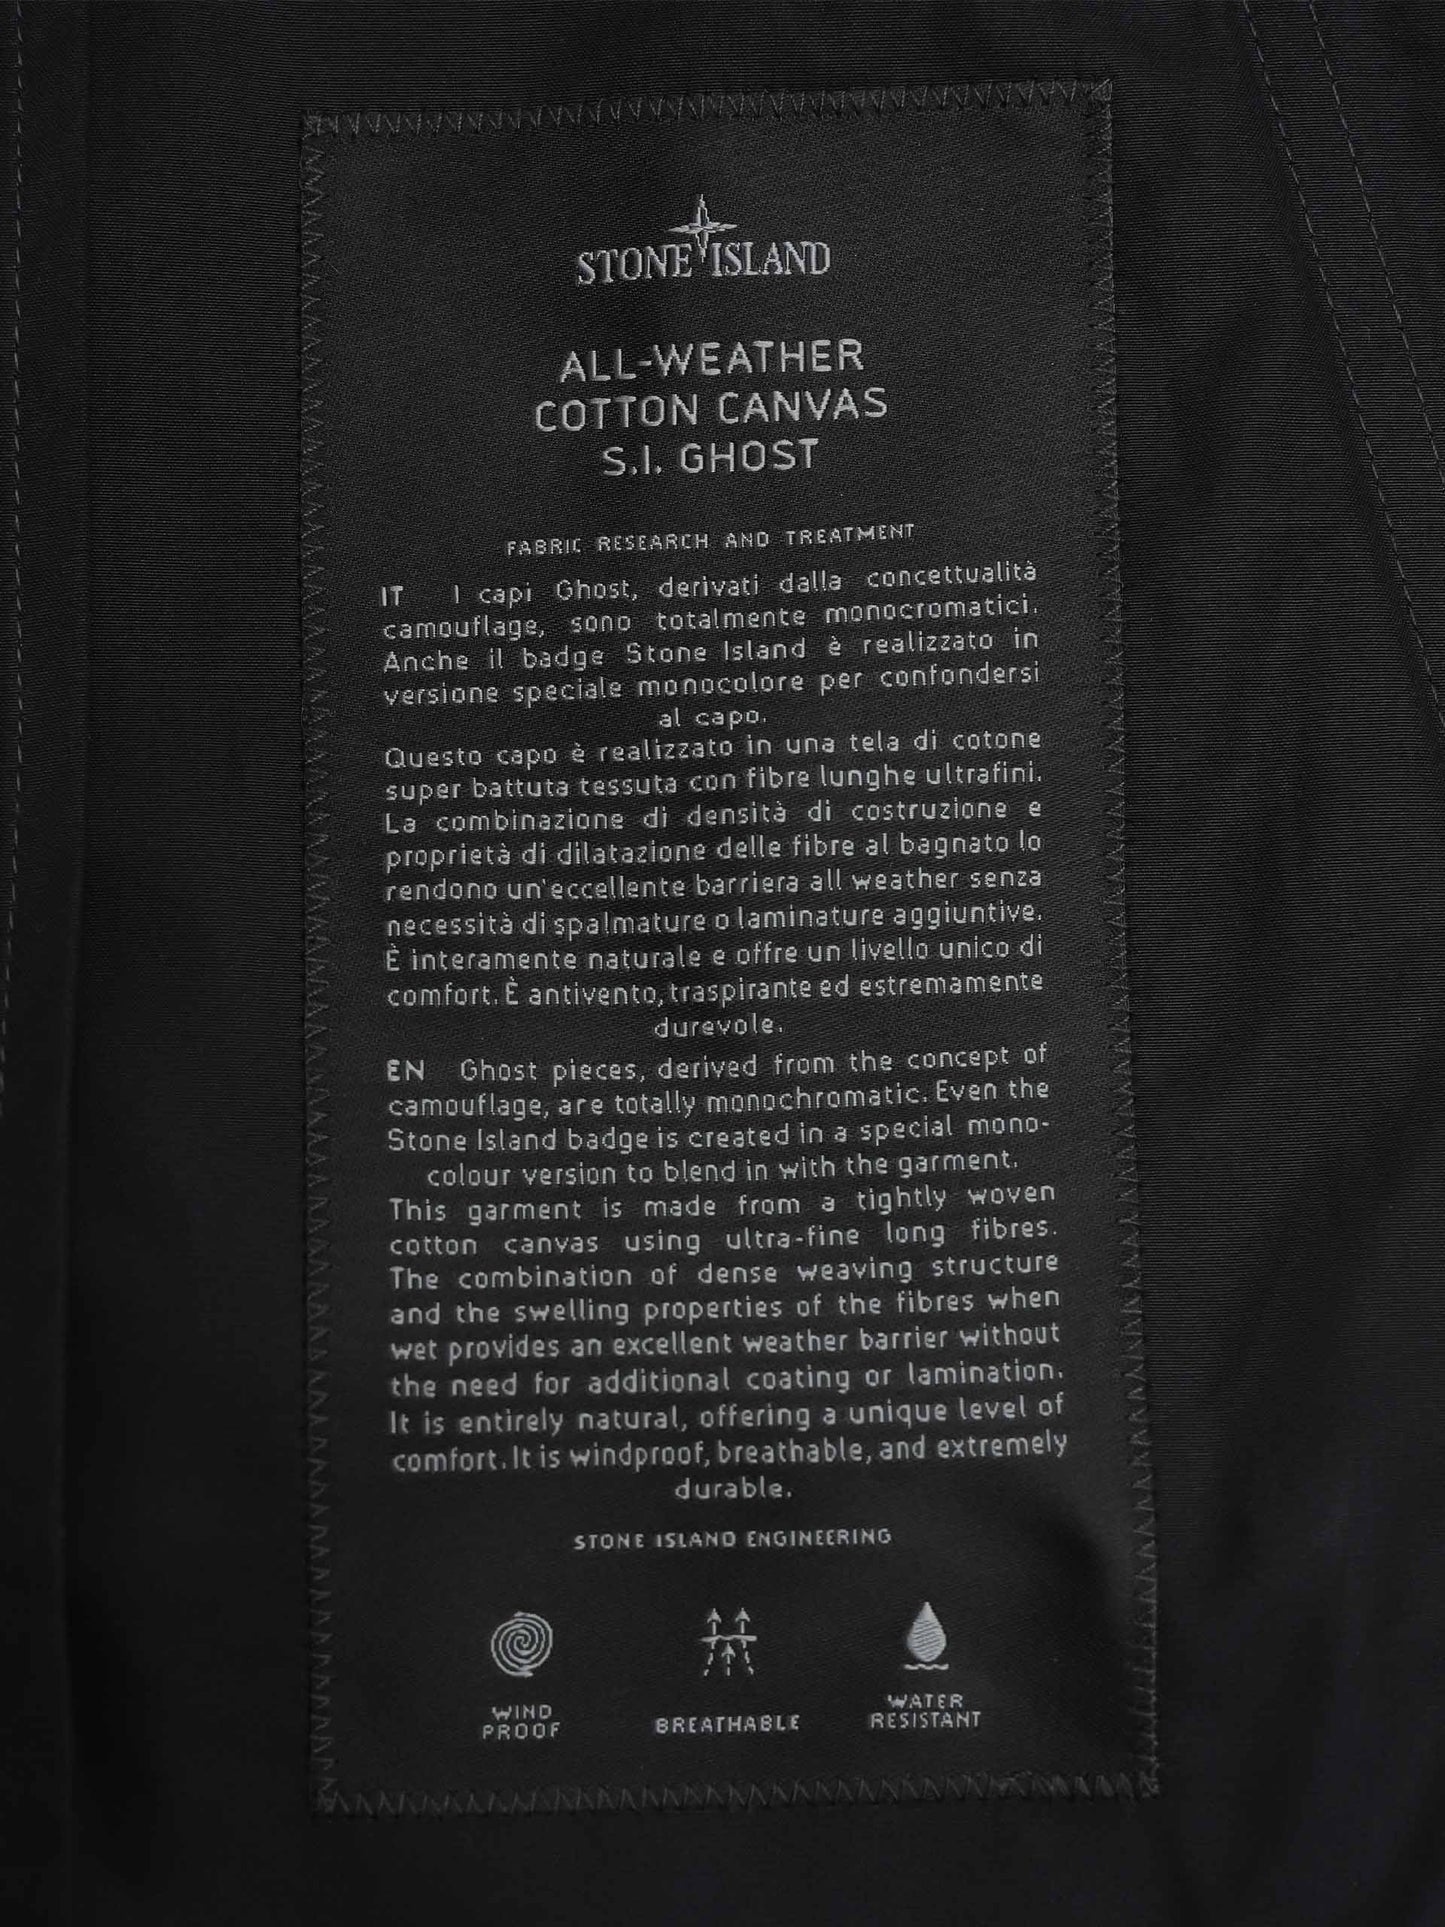 STONE ISLAND
ALL-WEATHER
COTTON CANVAS
S.I. GHOST
FABRIC RESEARCH AND TREATMENT
IT I capi Ghost, derivati dalla concettualità
camouflage, sono totalmente monocromatici.
Anche il badge Stone Island è realizzato in
versione speciale monocolore per confondersi
al capo.
Questo capo è realizzato in una tela di cotone
super battuta tessuta con fibre lunghe ultrafini.
La combinazione di densità di costruzione e
proprietà di dilatazione delle fibre al bagnato lo
rendono un'eccellente barriera all weather senza
necessità di spalmature o laminature aggiuntive.
È interamente naturale e offre un livello unico di
comfort. È antivento, traspirante ed estremamente
durevole.
EN Ghost pieces, derived from the concept of
camouflage, are totally monochromatic. Even the
Stone Island badge is created in a special mono-
colour version to blend in with the garment.
This garment is made from a tightly woven
cotton canvas using ultra-fine long fibres.
The combination of dense weaving structure
and the swelling properties of the fibres when
wet provides an excellent weather barrier without
the need for additional coating or lamination.
It is entirely natural, offering a unique level of
comfort. It is windproof, breathable, and extremely
durable.
STONE ISLAND ENGINEERING
WIND
PROOF
BREATHABLE
WATER
RESISTANT